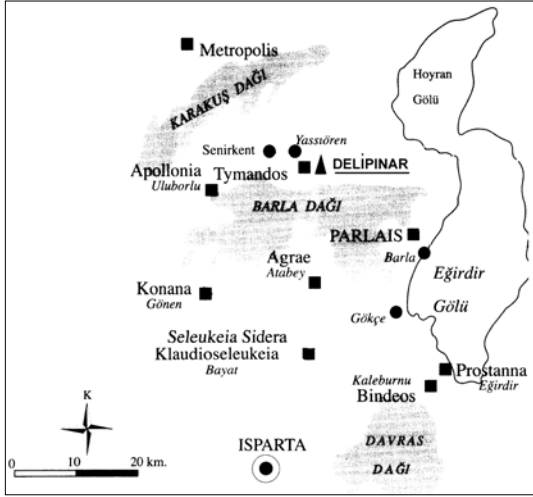 Metropolis
KARAKUŞ DAĞI
Hoyran
Gölü
Senirkent
Yassıören
DELİPINAR
Apollonia
Uluborlu
Tymandos
BARLA DAĞI
PARLAIS
Barla
Agrae
Atabey
Eğirdir
Gölü
Konana
Gönen
Gökçe
Seleukeia Sidera
Klaudioseleukeia
Bayat
Prostanna
Eğirdir
Kaleburnu
Bindeos
K
DAVRAS
DAĞI
ISPARTA
0 10 20 km.